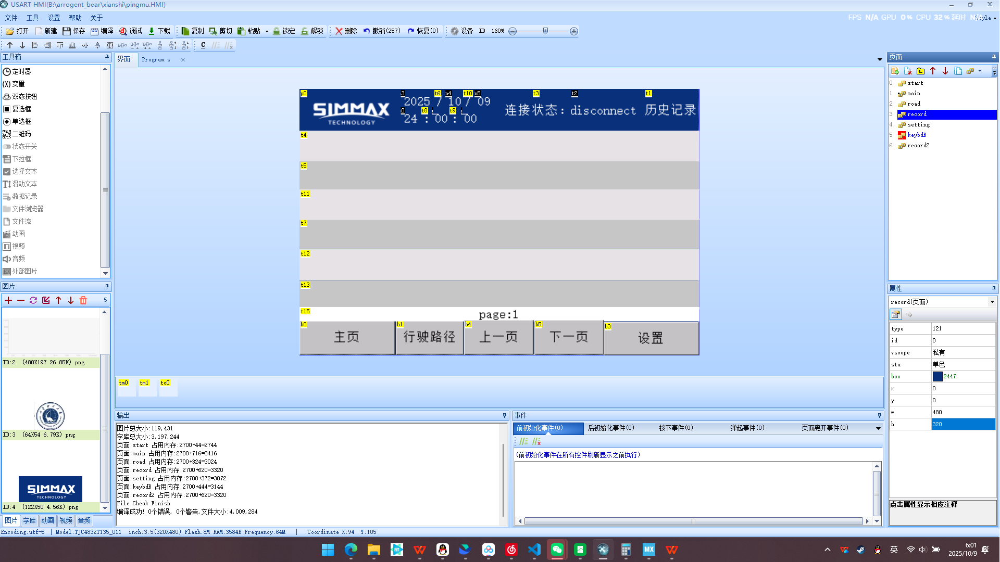 USART HMI(B:\arrogent_bear\xianshi\pingmu.HMI)
文件 工具 设置 帮助 关于
FPS N/A GPU 0% CPU 32% 延时 N/A
打开 新建 保存 编译 调试 下载 复制 剪切 粘贴 锁定 解锁 删除 撤销(257) 恢复(0) 设备 ID 160%
工具箱
定时器
(X) 变量
双态按钮
复选框
单选框
二维码
状态开关
下拉框
选择文本
滑动文本
数据记录
文件浏览器
文件流
动画
视频
音频
外部图片
图片
5
ID:2 (480X197 26.85K) png
ID:3 (64X54 6.79K) png
SIMMAX
TECHNOLOGY
ID:4 (122X50 4.56K) png
图片 字库 动画 视频 音频
界面 Program.s
p0 t6 n4 t10 n5 t3 t2 t1
SIMMAX
TECHNOLOGY
2025 / 10 / 09
t8 t9
24 : 00 : 00
连接状态:disconnect 历史记录
t4
t5
t11
t7
t12
t13
t15
page:1
b0 主页
b1 行驶路径
b4 上一页
b5 下一页
b3 设置
tm0 tm1 tc0
输出
图片总大小:119,431
字库总大小:3,197,244
页面:start 占用内存:2700+44=2744
页面:main 占用内存:2700+716=3416
页面:road 占用内存:2700+324=3024
页面:record 占用内存:2700+620=3320
页面:setting 占用内存:2700+372=3072
页面:keybdB 占用内存:2700+444=3144
页面:record2 占用内存:2700+620=3320
File Check Finish
编译成功! 0个错误, 0个警告,文件大小:4,009,284
事件
前初始化事件(0) 后初始化事件(0) 按下事件(0) 弹起事件(0) 页面离开事件(0)
(前初始化事件在所有控件刷新显示之前执行)
页面
0 start
1 main
2 road
3 record
4 setting
5 keybdB
6 record2
属性
record(页面)
type 121
id 0
vscope 私有
sta 单色
bco 2447
x 0
y 0
w 480
h 320
点击属性显示相应注释
Encoding:utf-8 Model:TJC4832T135_011 inch:3.5(320X480) Flash:8M RAM:3584B Frequency:64M Coordinate X:94 Y:105
英 6:01
2025/10/9